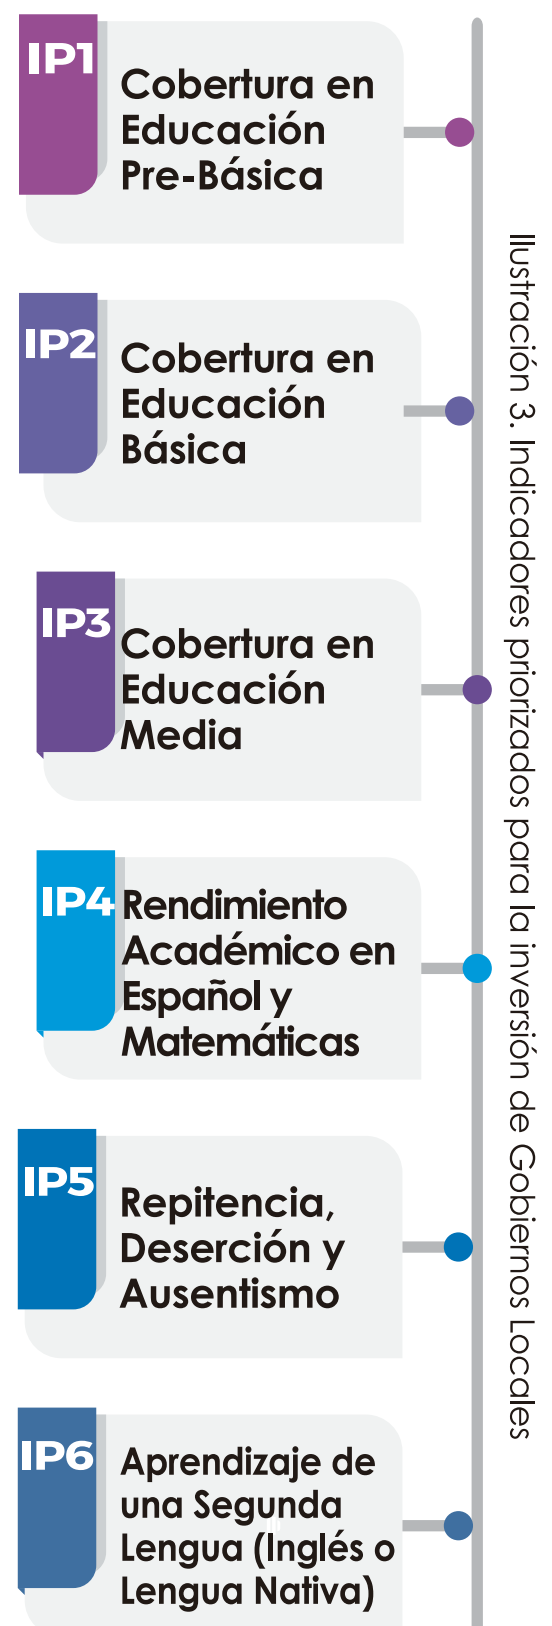 IP1
Cobertura en
Educación
Pre-Básica
IP2
Cobertura en
Educación
Básica
IP3
Cobertura en
Educación
Media
IP4
Rendimiento
Académico en
Español y
Matemáticas
IP5
Repitencia,
Deserción y
Ausentismo
IP6
Aprendizaje de
una Segunda
Lengua (Inglés o
Lengua Nativa)
Ilustración 3. Indicadores priorizados para la inversión de Gobiernos Locales